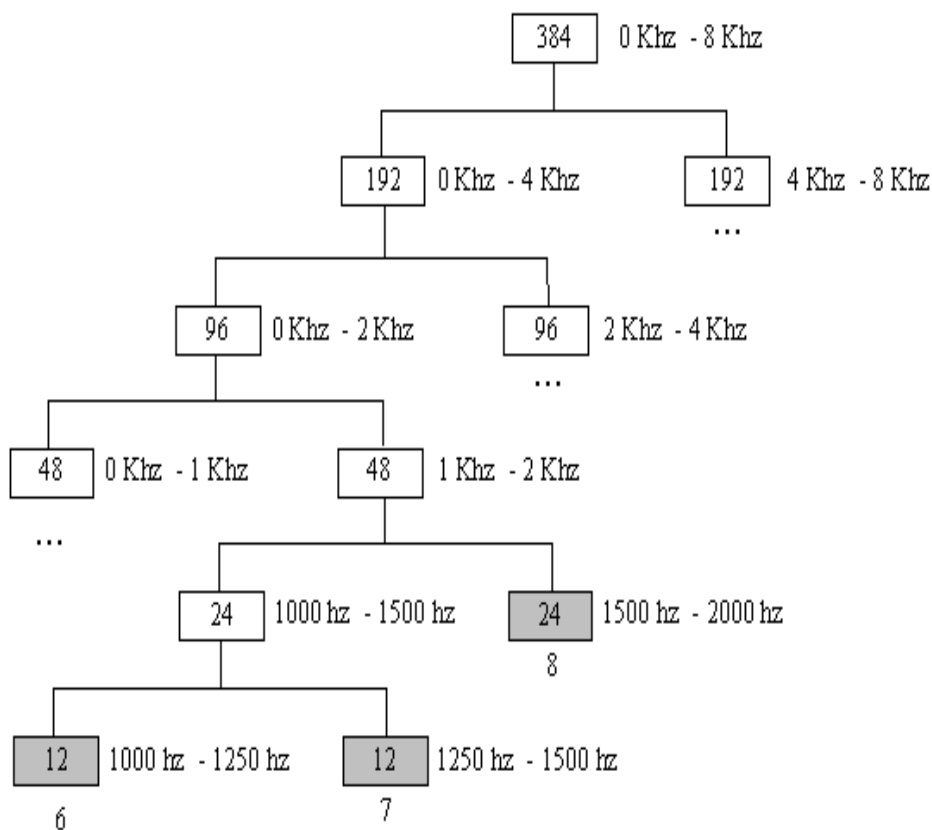 384 0 Khz - 8 Khz
192 0 Khz - 4 Khz 192 4 Khz - 8 Khz
...
96 0 Khz - 2 Khz 96 2 Khz - 4 Khz
...
48 0 Khz - 1 Khz 48 1 Khz - 2 Khz
...
24 1000 hz - 1500 hz 24 1500 hz - 2000 hz
8
12 1000 hz - 1250 hz 12 1250 hz - 1500 hz
6 7